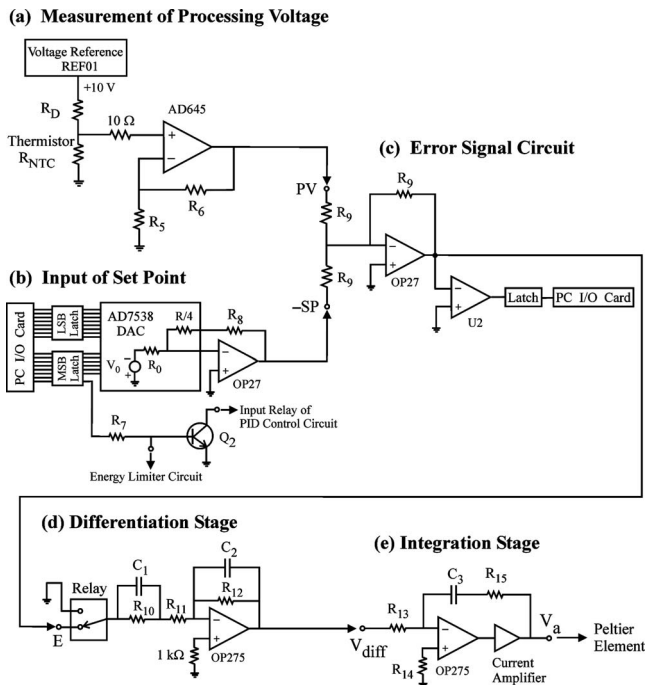 (a) Measurement of Processing Voltage
Voltage Reference
REF01
+10 V
R_D
10 Ω
AD645
Thermistor
R_NTC
+
−
R_6
R_5
PV
R_9
(c) Error Signal Circuit
R_9
−
+
OP27
R_9
−SP
−
+
U2
Latch
PC I/O Card
(b) Input of Set Point
PC I/O Card
LSB
Latch
MSB
Latch
AD7538
DAC
R/4
R_8
V_0
−
+
R_0
−
+
OP27
R_7
Q_2
Input Relay of
PID Control Circuit
Energy Limiter Circuit
(d) Differentiation Stage
C_1
C_2
Relay
R_10
R_11
R_12
E
−
+
1 kΩ
OP275
V_diff
(e) Integration Stage
C_3
R_15
R_13
−
+
R_14
OP275
Current
Amplifier
V_a
Peltier
Element